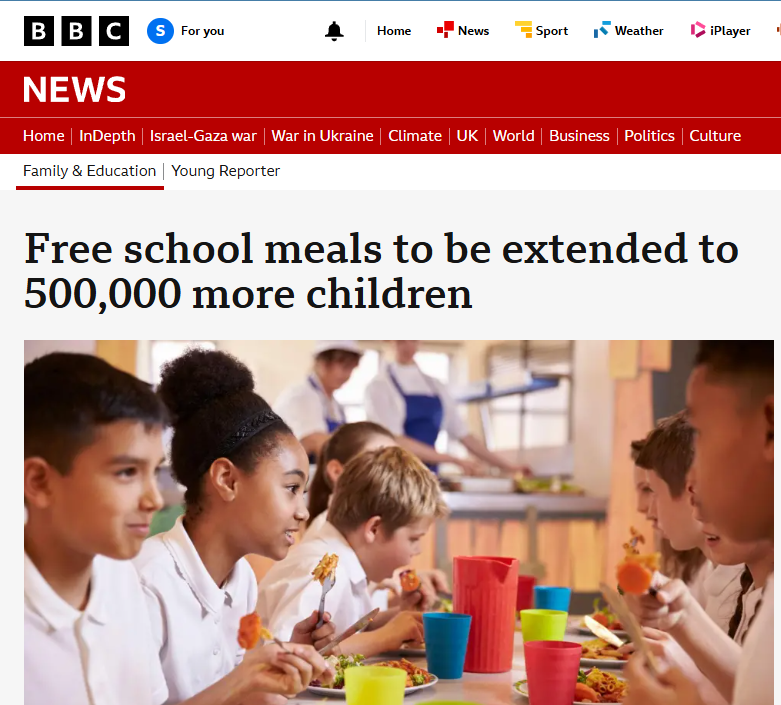 BBC S For you Home News Sport Weather iPlayer
NEWS
Home InDepth Israel-Gaza war War in Ukraine Climate UK World Business Politics Culture
Family & Education Young Reporter
Free school meals to be extended to
500,000 more children